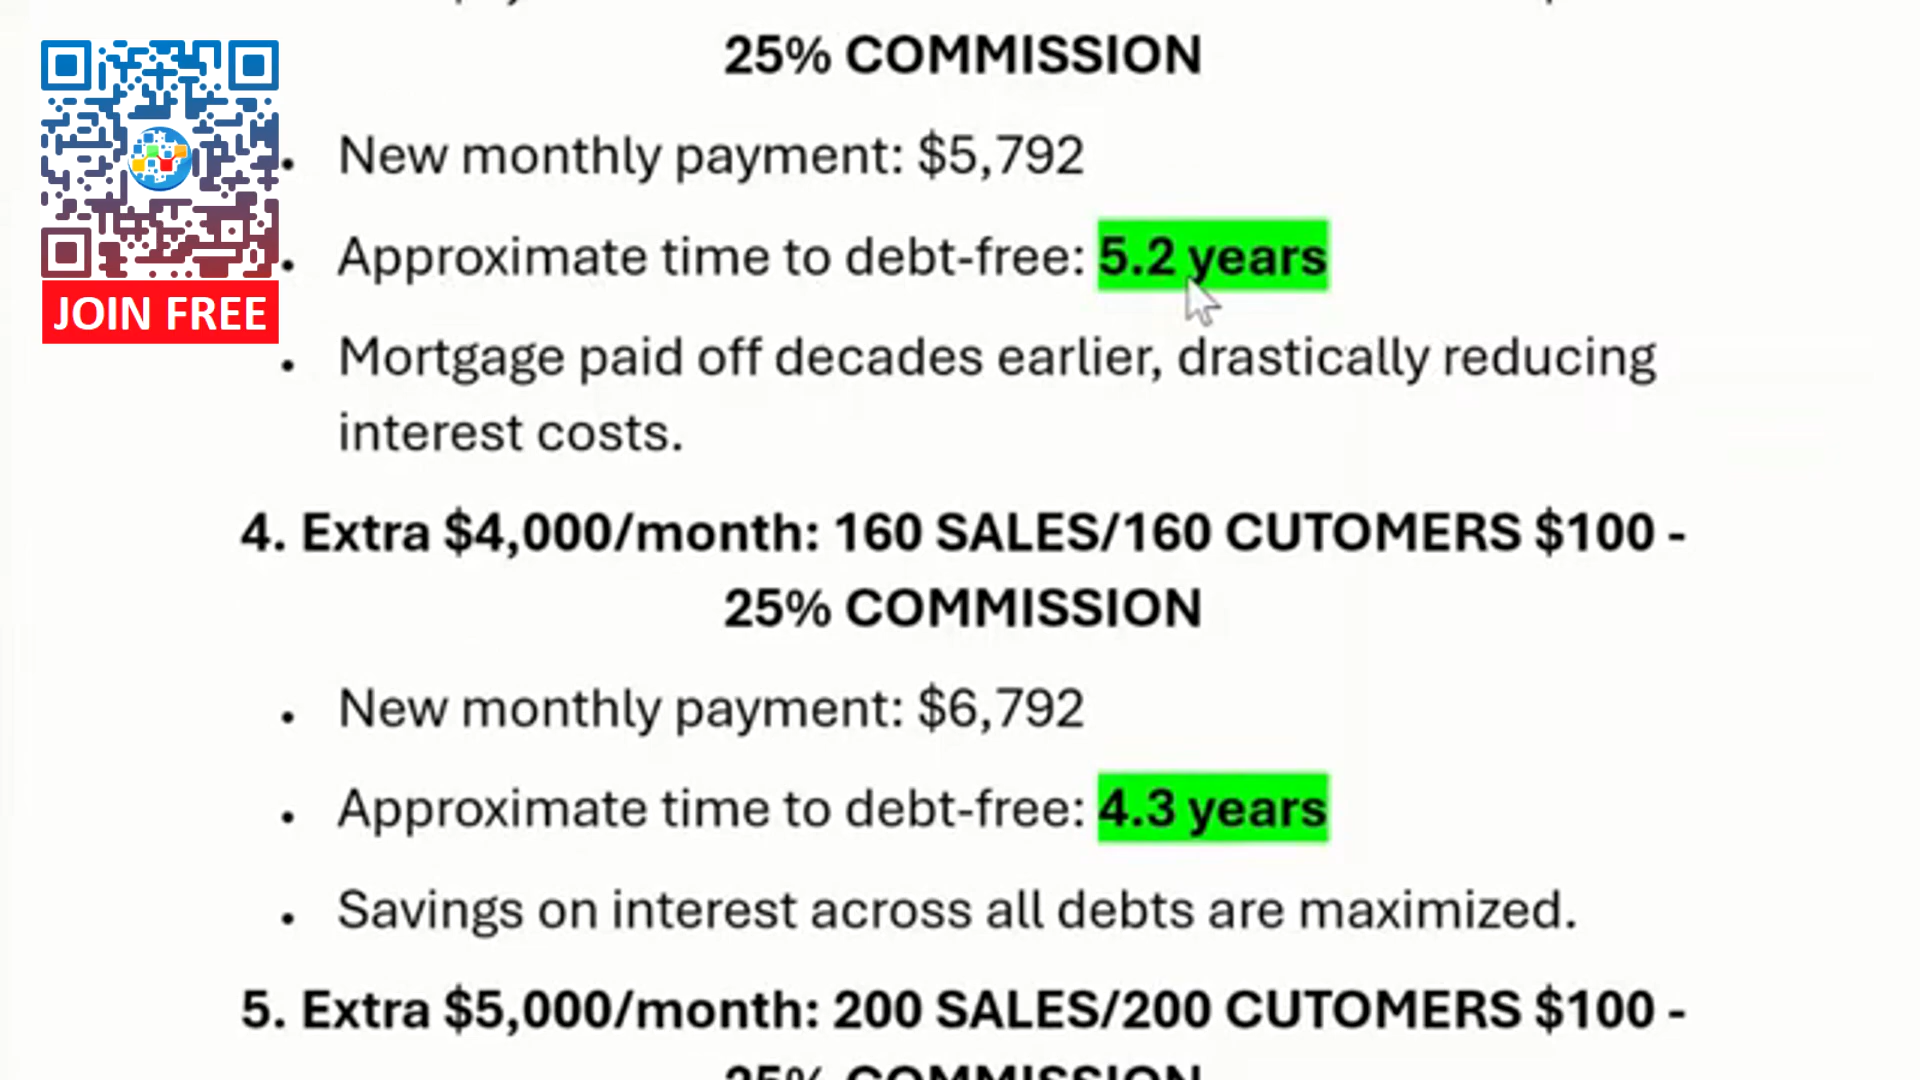 25% COMMISSION
• New monthly payment: $5,792
• Approximate time to debt-free: 5.2 years
JOIN FREE
• Mortgage paid off decades earlier, drastically reducing
interest costs.
4. Extra $4,000/month: 160 SALES/160 CUTOMERS $100 -
25% COMMISSION
• New monthly payment: $6,792
• Approximate time to debt-free: 4.3 years
• Savings on interest across all debts are maximized.
5. Extra $5,000/month: 200 SALES/200 CUTOMERS $100 -
25% COMMISSION